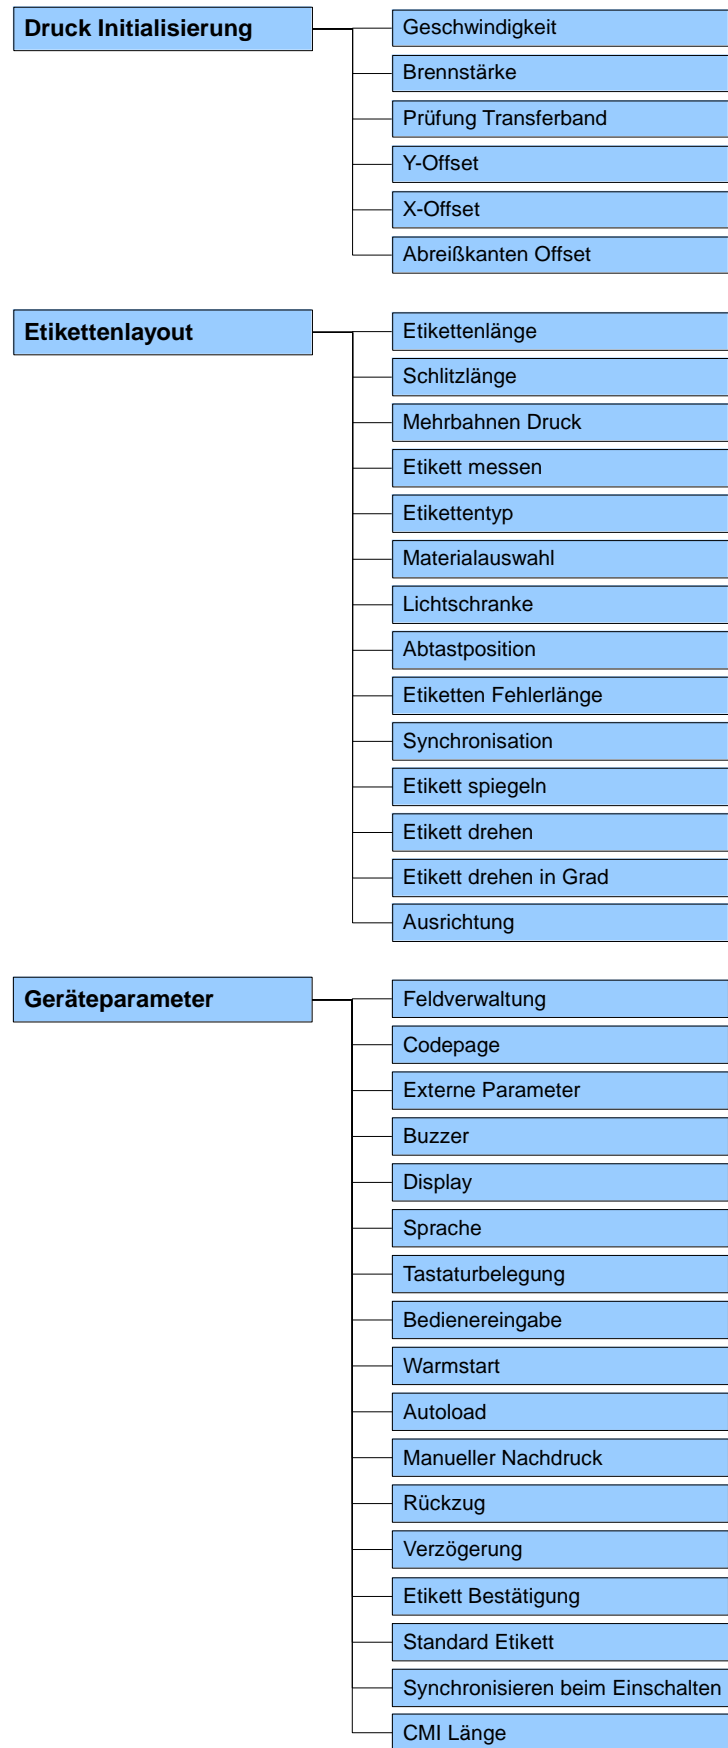 Druck Initialisierung
Geschwindigkeit
Brennstärke
Prüfung Transferband
Y-Offset
X-Offset
Abreißkanten Offset
Etikettenlayout
Etikettenlänge
Schlitzlänge
Mehrbahnen Druck
Etikett messen
Etikettentyp
Materialauswahl
Lichtschranke
Abtastposition
Etiketten Fehlerlänge
Synchronisation
Etikett spiegeln
Etikett drehen
Etikett drehen in Grad
Ausrichtung
Geräteparameter
Feldverwaltung
Codepage
Externe Parameter
Buzzer
Display
Sprache
Tastaturbelegung
Bedienereingabe
Warmstart
Autoload
Manueller Nachdruck
Rückzug
Verzögerung
Etikett Bestätigung
Standard Etikett
Synchronisieren beim Einschalten
CMI Länge